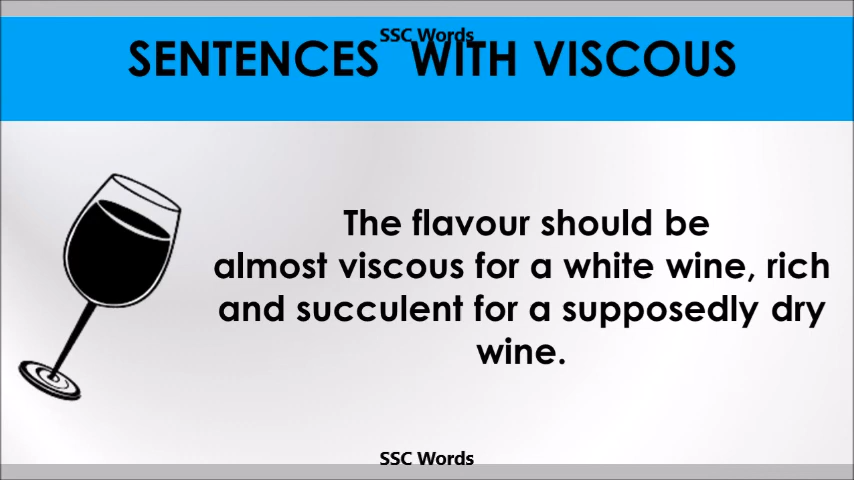 SSC Words
SENTENCES WITH VISCOUS
The flavour should be
almost viscous for a white wine, rich
and succulent for a supposedly dry
wine.
SSC Words